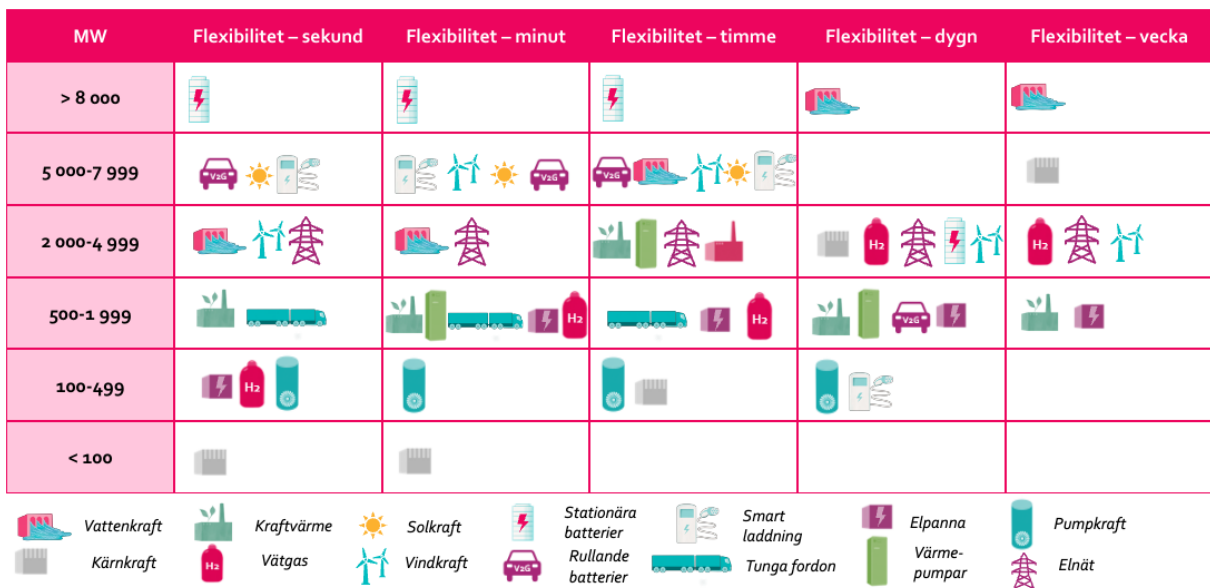 MW Flexibilitet – sekund Flexibilitet – minut Flexibilitet – timme Flexibilitet – dygn Flexibilitet – vecka
> 8 000
5 000-7 999
V2G V2G V2G
2 000-4 999
H2 H2
500-1 999
H2 H2 V2G
100-499
H2
< 100
Vattenkraft Kraftvärme Solkraft Stationära batterier Smart laddning Elpanna Pumpkraft
Kärnkraft H2 Vätgas Vindkraft V2G Rullande batterier Tunga fordon Värme-pumpar Elnät